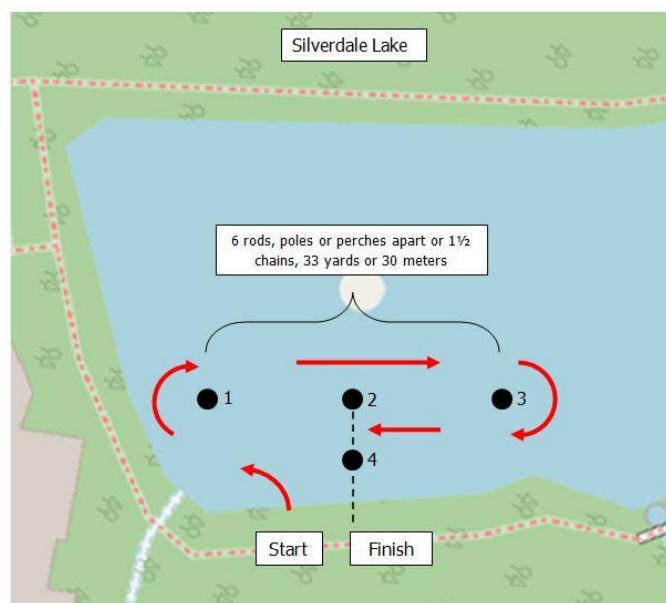 Silverdale Lake
6 rods, poles or perches apart or 1½
chains, 33 yards or 30 meters
1
2
3
4
Start
Finish